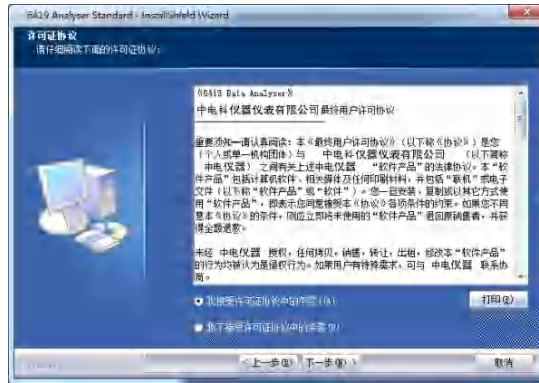 6419 Analyser Standard - InstallShield Wizard
许可证协议
请仔细阅读下面的许可证协议。
《6419 Data Analyser》
中电科仪器仪表有限公司最终用户许可协议
重要须知—请认真阅读：本《最终用户许可协议》（以下称《协议》）是您
（个人或单一机构团体）与 中电科仪器仪表有限公司 （以下简称
中电仪器）之间有关上述中电仪器 “软件产品”的法律协议。本“软
件产品”包括计算机软件，相关媒体及任何印刷材料，并包括“联机”或电子
文件（以下称“软件产品”或“软件”）。您一旦安装，复制或以其它方式使
用“软件产品”，即表示您同意接受本《协议》各项条件的约束。如果您不同
意本《协议》的条件，则应立即将未使用的“软件产品”退回原销售者，并获
得全额退款。
未经 中电仪器 授权，任何拷贝，销售，转让，出租，修改本“软件产品”
的行为均被认为是侵权行为。如果用户有特殊需求，可与 中电仪器 联系协
商。
我接受许可证协议中的条款(A)
打印(P)
我不接受许可证协议中的条款(D)
< 上一步(B)
下一步(N) >
取消